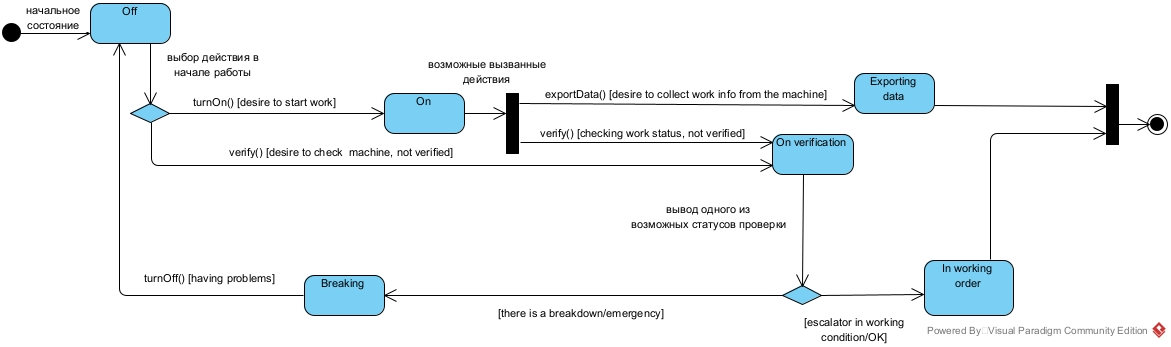 начальное
состояние
Off
выбор действия в
начале работы
turnOn() [desire to start work]
On
возможные вызванные
действия
exportData() [desire to collect work info from the machine]
Exporting
data
verify() [checking work status, not verified]
verify() [desire to check  machine, not verified]
On verification
вывод одного из
возможных статусов проверки
turnOff() [having problems]
Breaking
[there is a breakdown/emergency]
In working
order
[escalator in working
condition/OK]
Powered By Visual Paradigm Community Edition